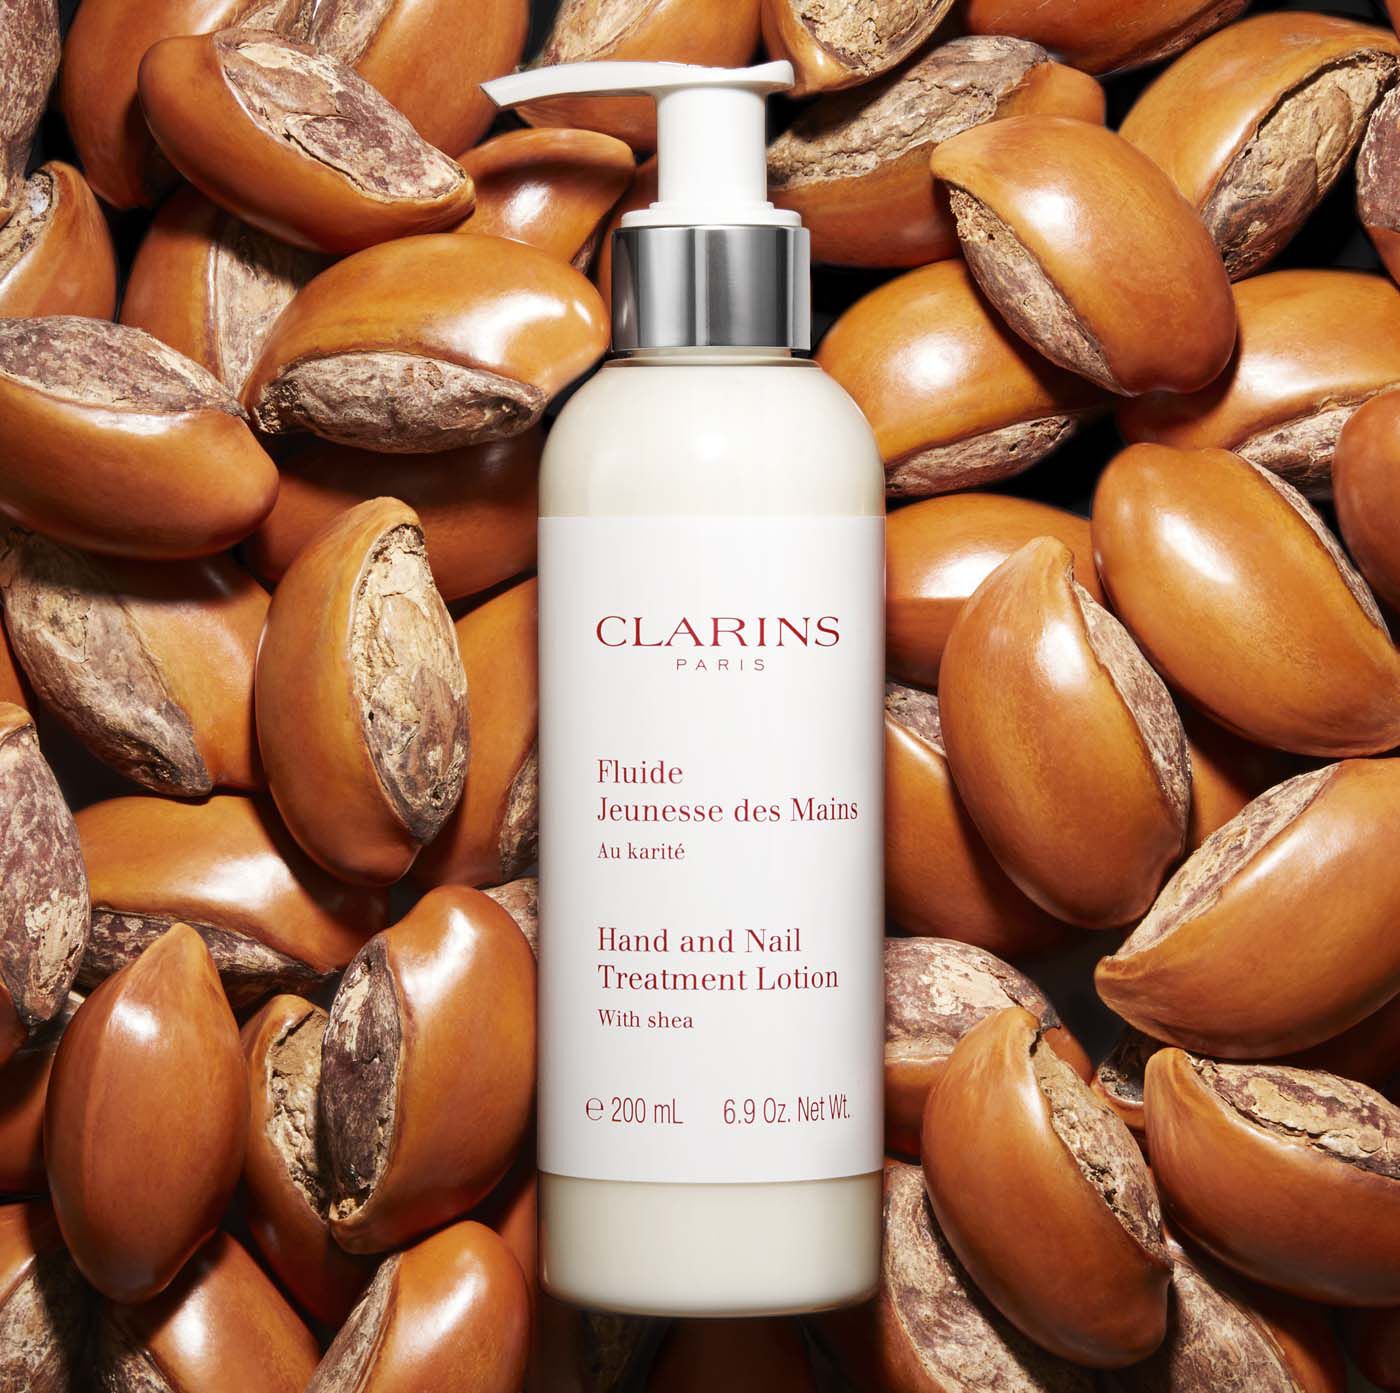 CLARINS
PARIS
Fluide
Jeunesse des Mains
Au karité
Hand and Nail
Treatment Lotion
With shea
℮ 200 mL 6.9 Oz. Net Wt.